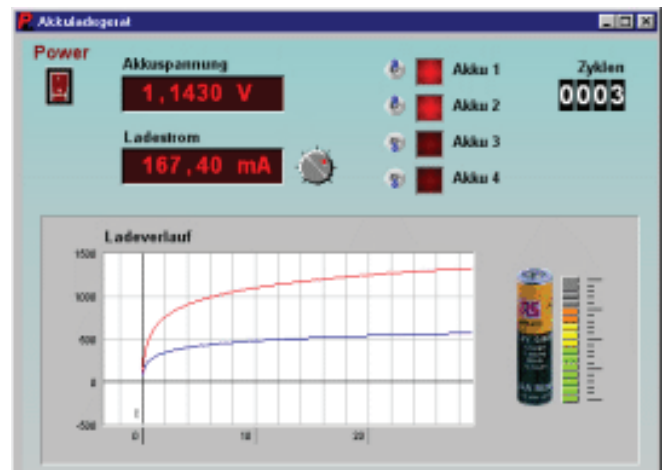 Akkuladegerät
Power
Akkuspannung
1,1430 V
Ladestrom
167,40 mA
Akku 1
Akku 2
Akku 3
Akku 4
Zyklen
0003
Ladeverlauf
1500
1000
500
0
-500
0
10
20
RS